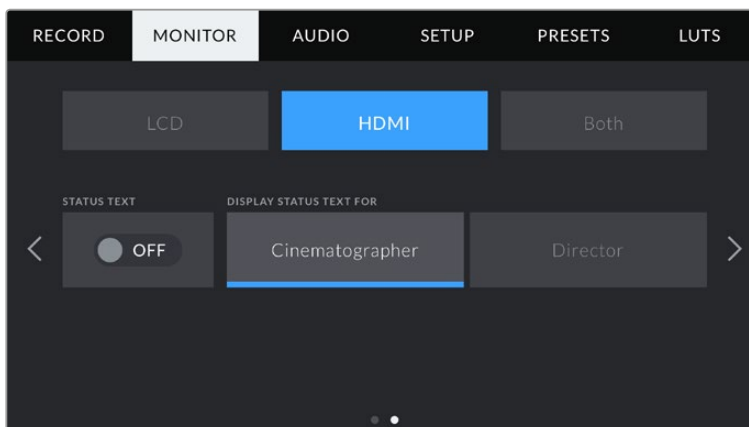 RECORD MONITOR AUDIO SETUP PRESETS LUTS
LCD HDMI Both
STATUS TEXT DISPLAY STATUS TEXT FOR
OFF Cinematographer Director